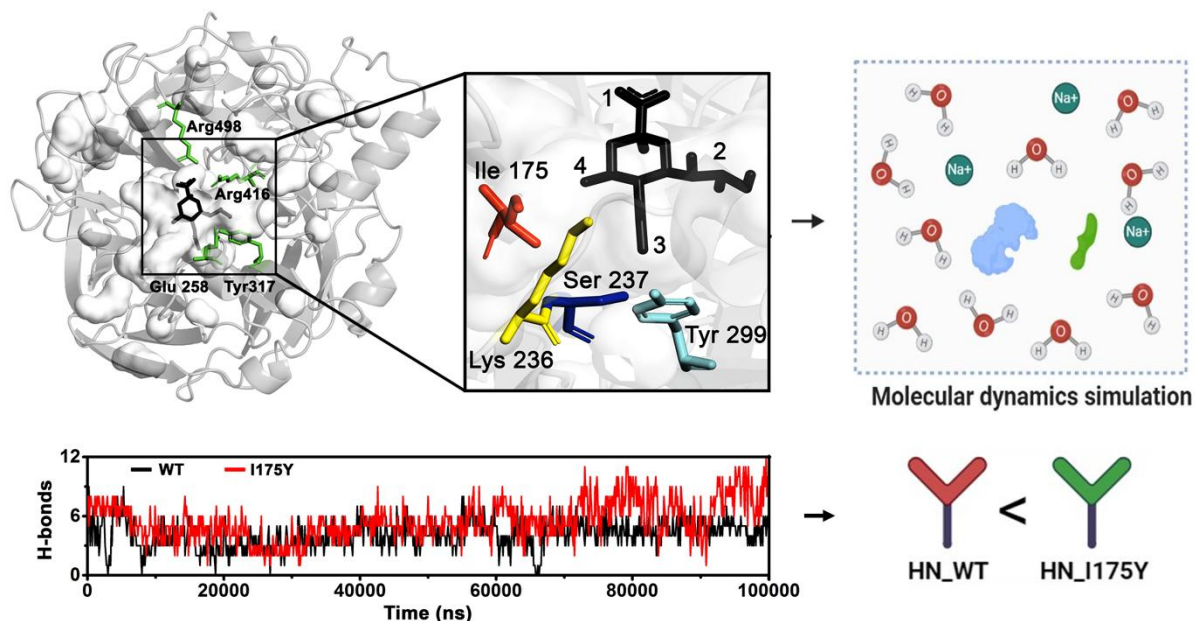 Arg498
Arg416
Glu 258 Tyr317
1
2
4
Ile 175
3
Ser 237
Tyr 299
Lys 236
O
H
H
Na+
O
H
H
H
O
H
O
H
H
Na+
O
H
H
O
H
H
Na+
O
H
H
O
H
H
O
H
H
O
H
H
O
H
H
Molecular dynamics simulation
WT I175Y
H-bonds
12
6
0
0 20000 40000 60000 80000 100000
Time (ns)
<
HN_WT HN_I175Y